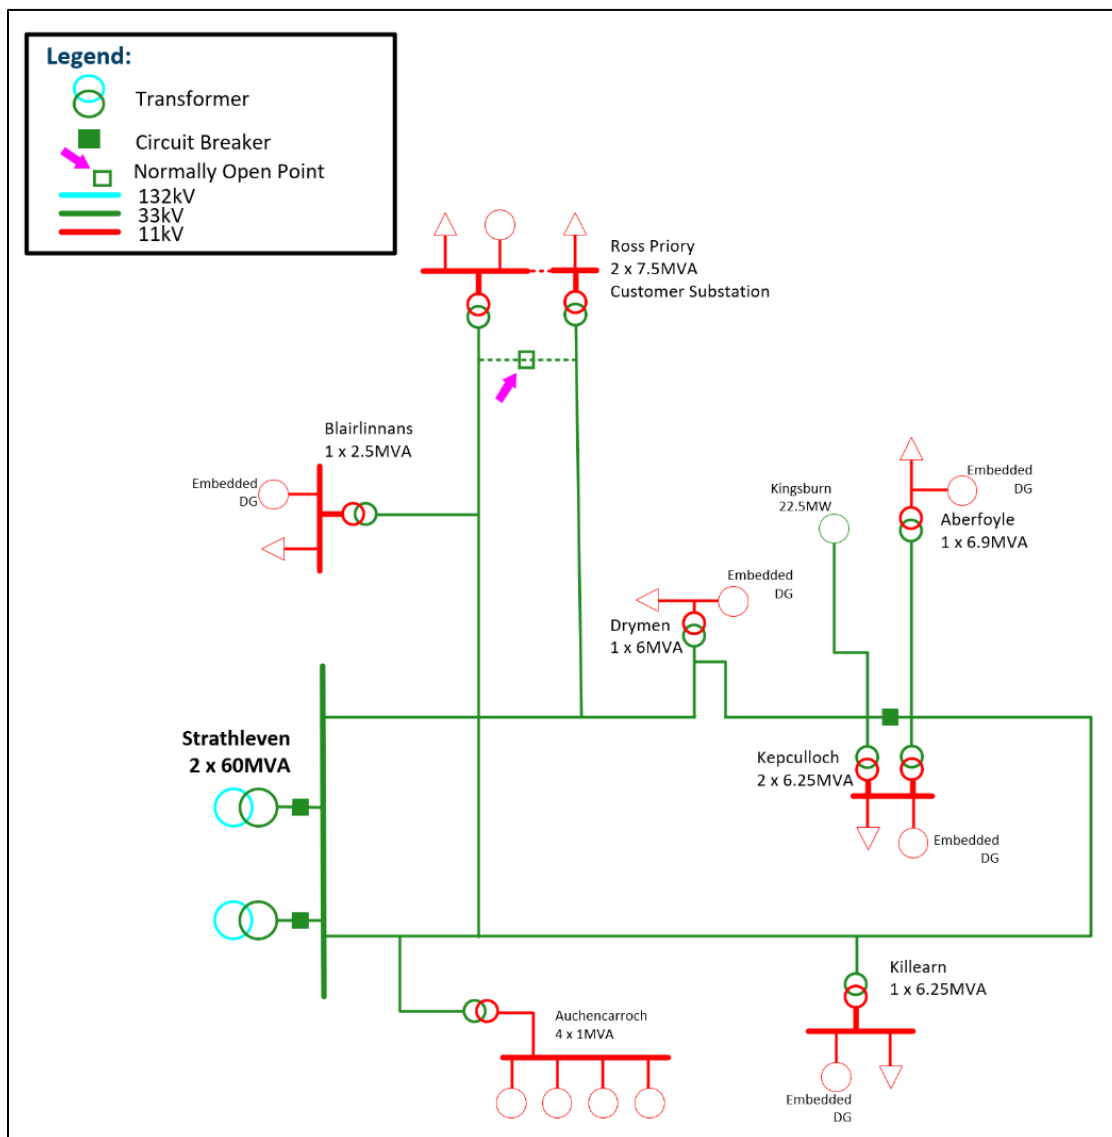 Legend:
Transformer
Circuit Breaker
Normally Open Point
132kV
33kV
11kV
Ross Priory
2 x 7.5MVA
Customer Substation
Blairlinnans
1 x 2.5MVA
Embedded
DG
Kingsburn
22.5MW
Embedded
DG
Aberfoyle
1 x 6.9MVA
Embedded
DG
Drymen
1 x 6MVA
Strathleven
2 x 60MVA
Kepculloch
2 x 6.25MVA
Embedded
DG
Killearn
1 x 6.25MVA
Auchencarroch
4 x 1MVA
Embedded
DG